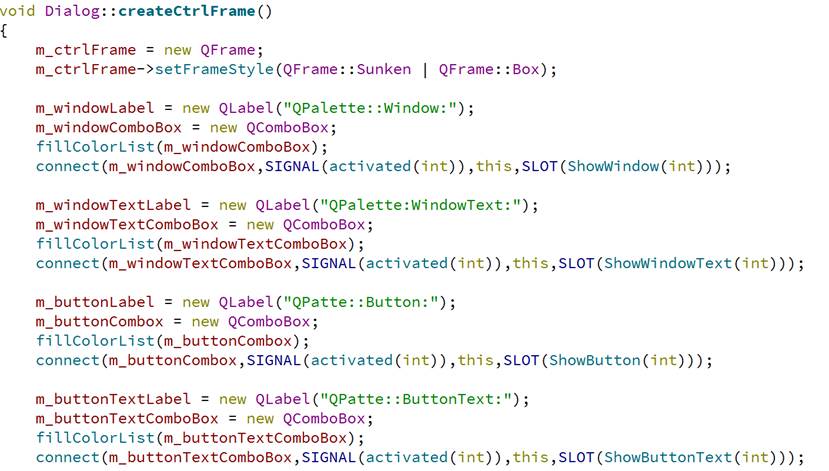 void Dialog::createCtrlFrame()
{
    m_ctrlFrame = new QFrame;
    m_ctrlFrame->setFrameStyle(QFrame::Sunken | QFrame::Box);

    m_windowLabel = new QLabel("QPalette::Window:");
    m_windowComboBox = new QComboBox;
    fillColorList(m_windowComboBox);
    connect(m_windowComboBox,SIGNAL(activated(int)),this,SLOT(ShowWindow(int)));

    m_windowTextLabel = new QLabel("QPalette:WindowText:");
    m_windowTextComboBox = new QComboBox;
    fillColorList(m_windowTextComboBox);
    connect(m_windowTextComboBox,SIGNAL(activated(int)),this,SLOT(ShowWindowText(int)));

    m_buttonLabel = new QLabel("QPatte::Button:");
    m_buttonCombox = new QComboBox;
    fillColorList(m_buttonCombox);
    connect(m_buttonCombox,SIGNAL(activated(int)),this,SLOT(ShowButton(int)));

    m_buttonTextLabel = new QLabel("QPatte::ButtonText:");
    m_buttonTextComboBox = new QComboBox;
    fillColorList(m_buttonTextComboBox);
    connect(m_buttonTextComboBox,SIGNAL(activated(int)),this,SLOT(ShowButtonText(int)));